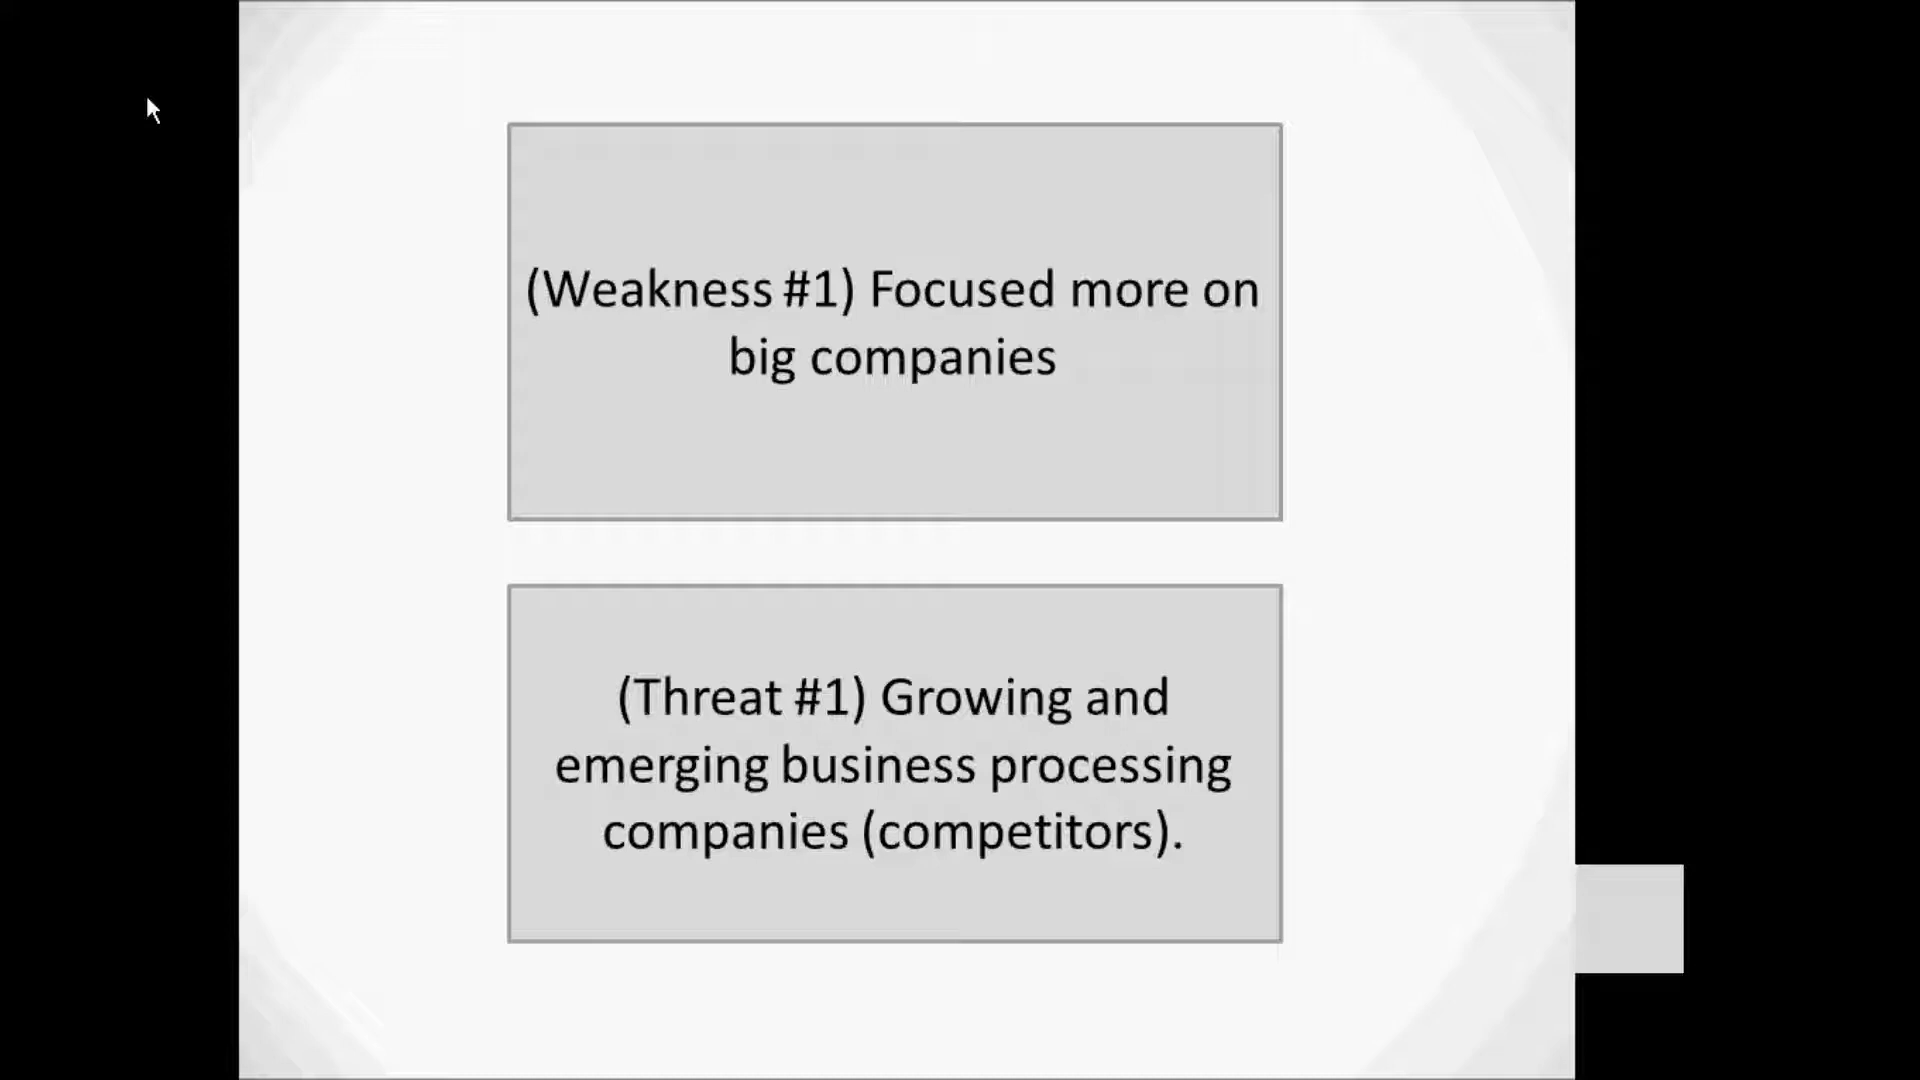 (Weakness #1) Focused more on
big companies
(Threat #1) Growing and
emerging business processing
companies (competitors).